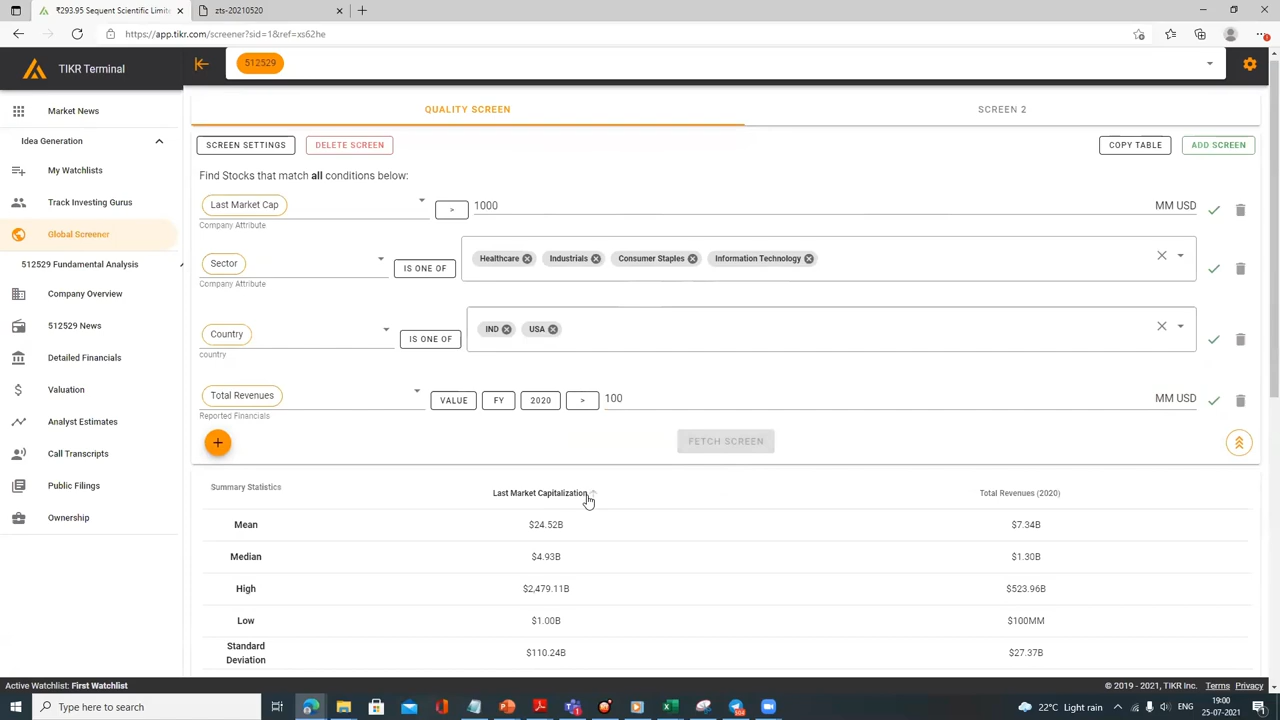 ₹293.95 Sequent Scientific Limite
zts-20210520
https://app.tikr.com/screener?sid=1&ref=xs62he
TIKR Terminal
512529
Market News
Idea Generation
My Watchlists
Track Investing Gurus
Global Screener
512529 Fundamental Analysis
Company Overview
512529 News
Detailed Financials
Valuation
Analyst Estimates
Call Transcripts
Public Filings
Ownership
QUALITY SCREEN
SCREEN 2
SCREEN SETTINGS
DELETE SCREEN
COPY TABLE
ADD SCREEN
Find Stocks that match all conditions below:
Last Market Cap > 1000 MM USD
Company Attribute
Sector IS ONE OF Healthcare Industrials Consumer Staples Information Technology
Company Attribute
Country IS ONE OF IND USA
country
Total Revenues VALUE FY 2020 > 100 MM USD
Reported Financials
FETCH SCREEN
Summary Statistics Last Market Capitalization Total Revenues (2020)
Mean $24.52B $7.34B
Median $4.93B $1.30B
High $2,479.11B $523.96B
Low $1.00B $100MM
Standard
Deviation $110.24B $27.37B
Active Watchlist: First Watchlist
© 2019 - 2021, TIKR Inc. Terms Privacy
Type here to search
22°C Light rain
19:00
25-07-2021